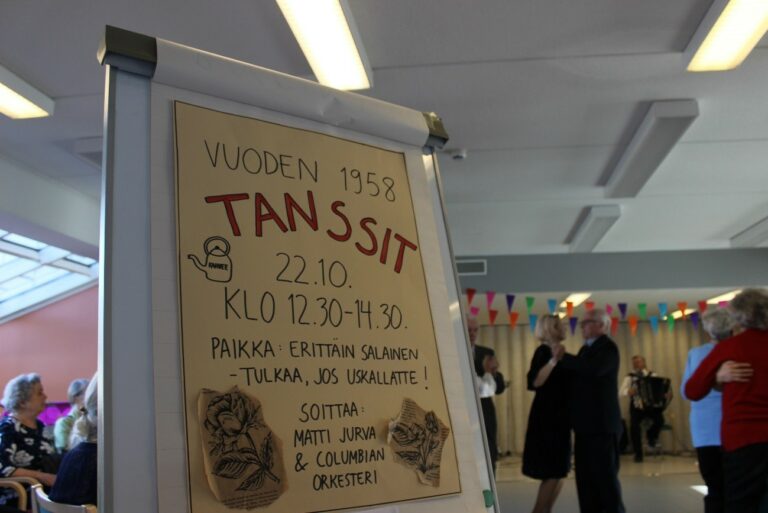 VUODEN 1958
TANSSIT
KAHVEE
22.10.
KLO 12.30-14.30.
PAIKKA: ERITTÄIN SALAINEN
-TULKAA, JOS USKALLATTE!
SOITTAA:
MATTI JURVA
& COLUMBIAN
ORKESTERI